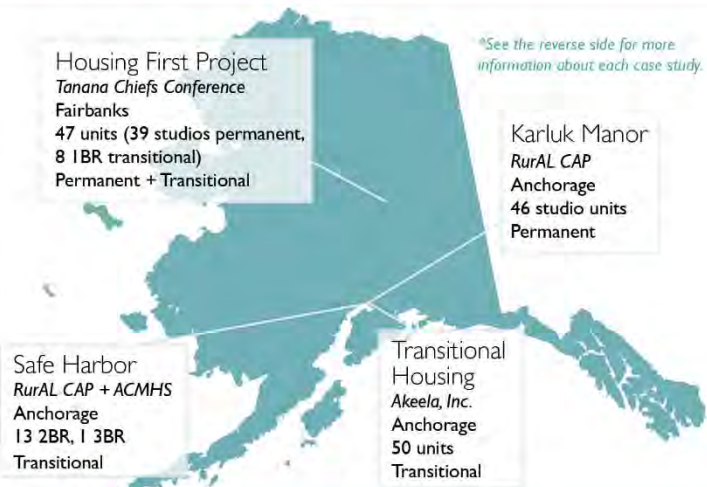 Housing First Project
Tanana Chiefs Conference
Fairbanks
47 units (39 studios permanent,
8 1BR transitional)
Permanent + Transitional
*See the reverse side for more
information about each case study.
Karluk Manor
RurAL CAP
Anchorage
46 studio units
Permanent
Safe Harbor
RurAL CAP + ACMHS
Anchorage
13 2BR, 1 3BR
Transitional
Transitional
Housing
Akeela, Inc.
Anchorage
50 units
Transitional